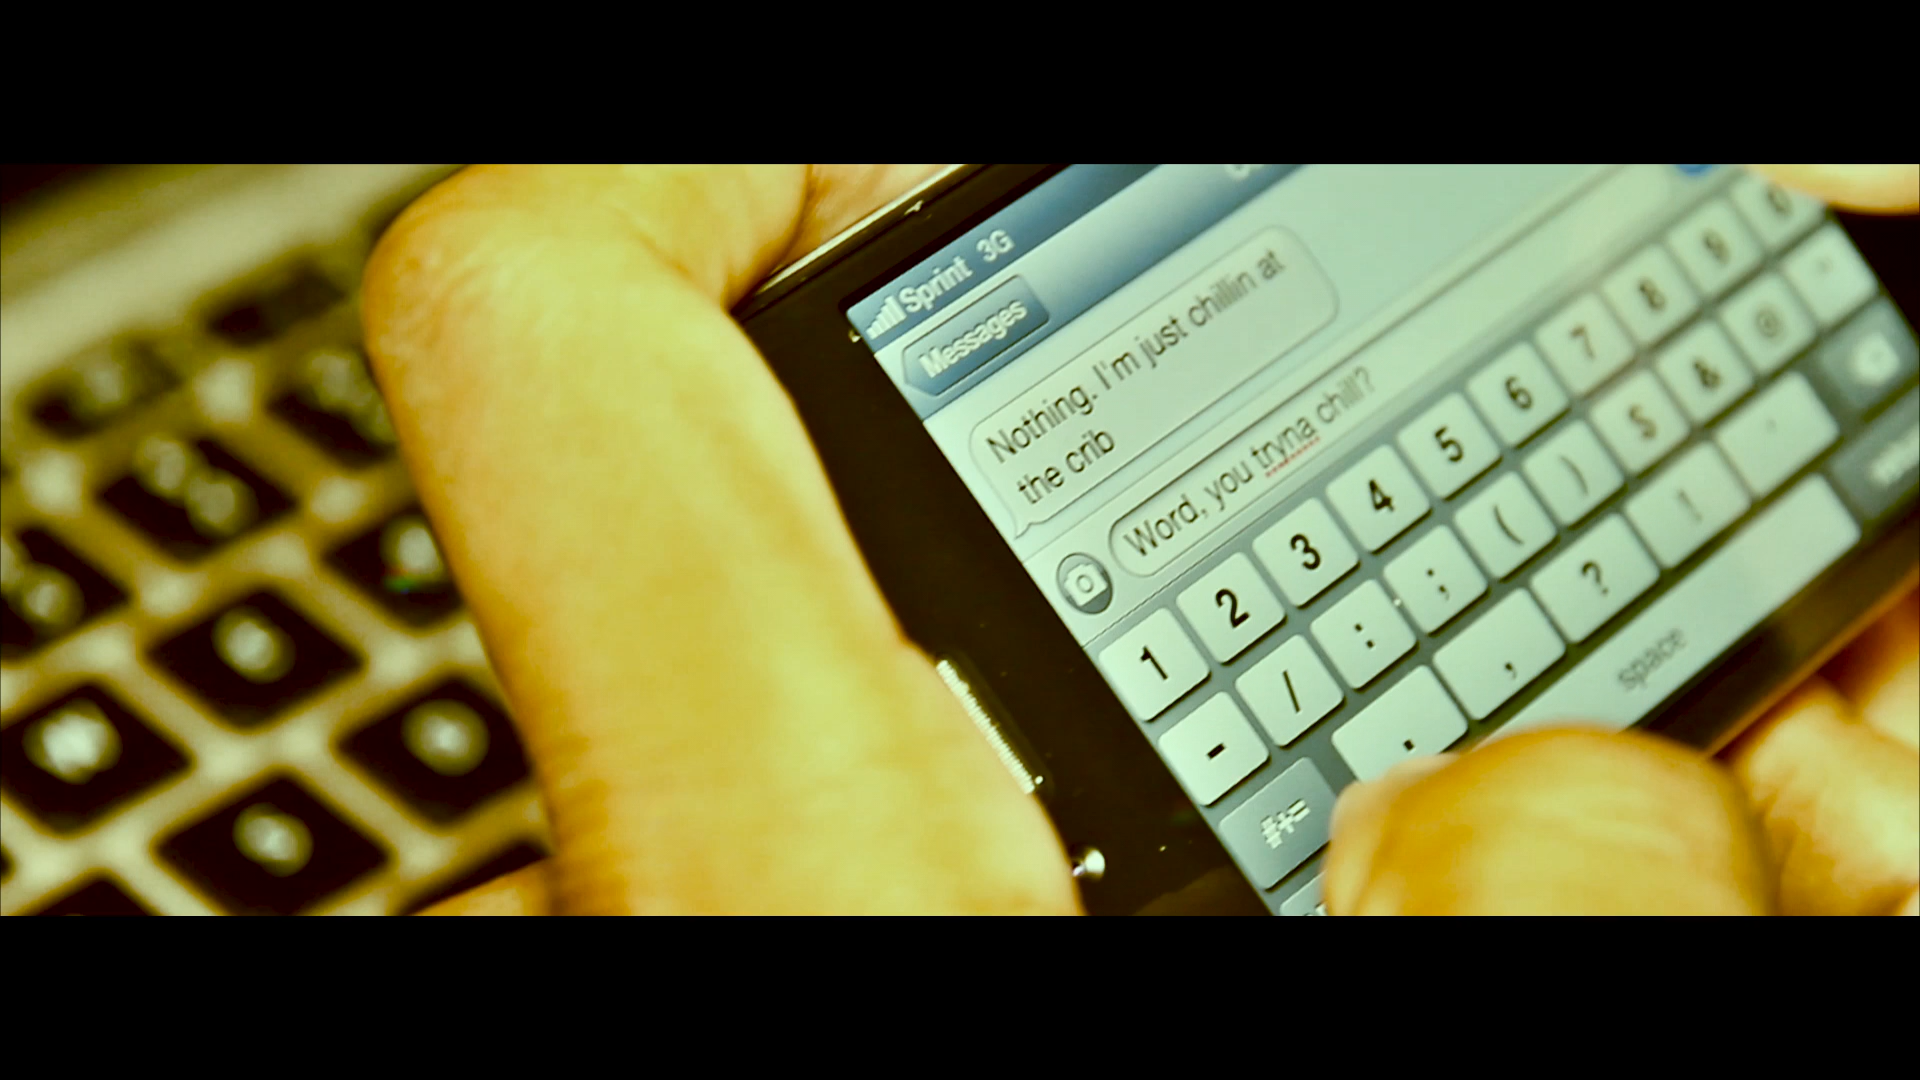 Sprint 3G
Messages
Nothing. I'm just chillin at
the crib
Word, you tryna chill?
1 2 3 4 5 6 7 8 9
- / : ; ( ) $ & @
#+= . , ? !
space